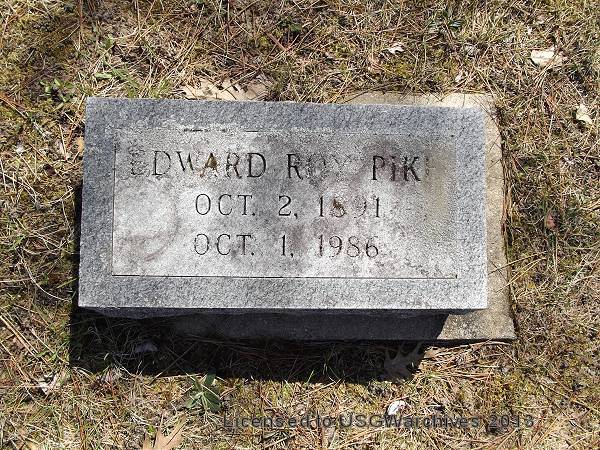 EDWARD ROY PIKE
OCT. 2, 1891
OCT. 1, 1986
Licensed to USGWarchives 2013